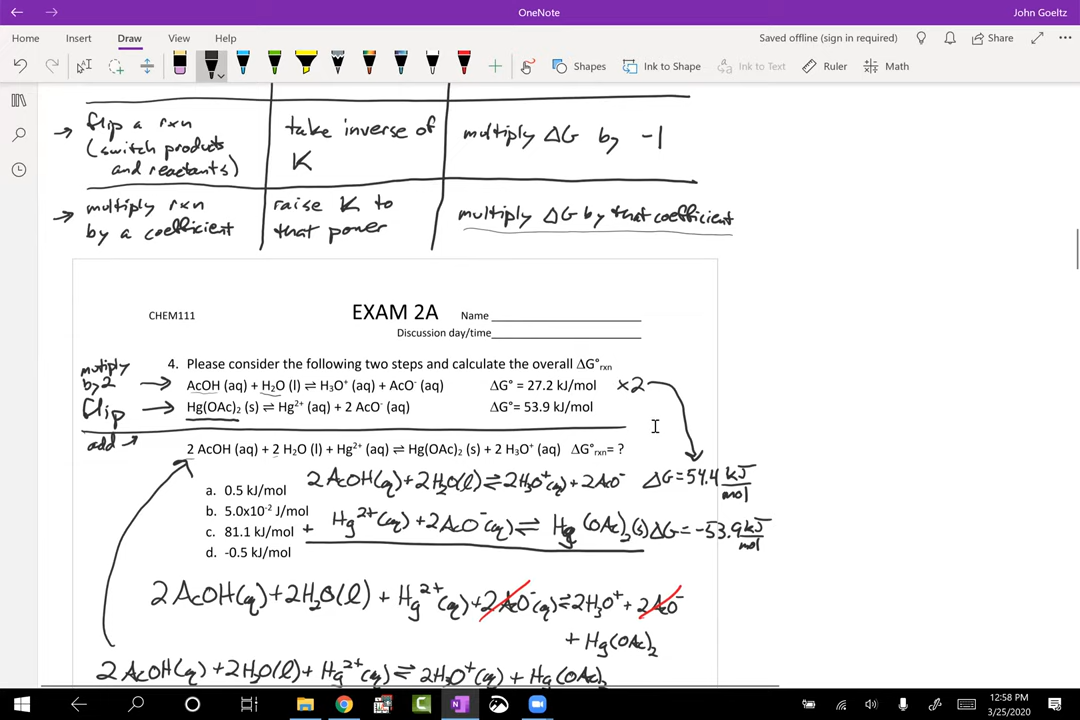 OneNote
John Goeltz
Home Insert Draw View Help
Saved offline (sign in required)
Share
Shapes Ink to Shape Ink to Text Ruler Math
flip a rxn
(switch products
and reactants)
take inverse of
K
multiply ΔG by -1
multiply rxn
by a coefficient
raise K to
that power
multiply ΔG by that coefficient
CHEM111
EXAM 2A
Name
Discussion day/time
4. Please consider the following two steps and calculate the overall ΔG°rxn
mutiply
by 2 → AcOH (aq) + H₂O (l) ⇌ H₃O⁺ (aq) + AcO⁻ (aq) ΔG° = 27.2 kJ/mol ×2
flip → Hg(OAc)₂ (s) ⇌ Hg²⁺ (aq) + 2 AcO⁻ (aq) ΔG°= 53.9 kJ/mol
add
2 AcOH (aq) + 2 H₂O (l) + Hg²⁺ (aq) ⇌ Hg(OAc)₂ (s) + 2 H₃O⁺ (aq) ΔG°rxn= ?
2AcOH(aq)+2H₂O(l)⇌2H₃O⁺(aq)+2AcO⁻ ΔG=54.4 kJ/mol
a. 0.5 kJ/mol
b. 5.0x10⁻² J/mol
c. 81.1 kJ/mol
d. -0.5 kJ/mol
+ Hg²⁺(aq)+2AcO⁻(aq)⇌ Hg(OAc)₂(s) ΔG=-53.9 kJ/mol
2AcOH(aq)+2H₂O(l) + Hg²⁺(aq)+2AcO⁻(aq)⇌2H₃O⁺ + 2AcO⁻
+ Hg(OAc)₂
2AcOH(aq)+2H₂O(l)+Hg²⁺(aq)⇌2H₃O⁺(aq) + Hg(OAc)₂
12:58 PM
3/25/2020